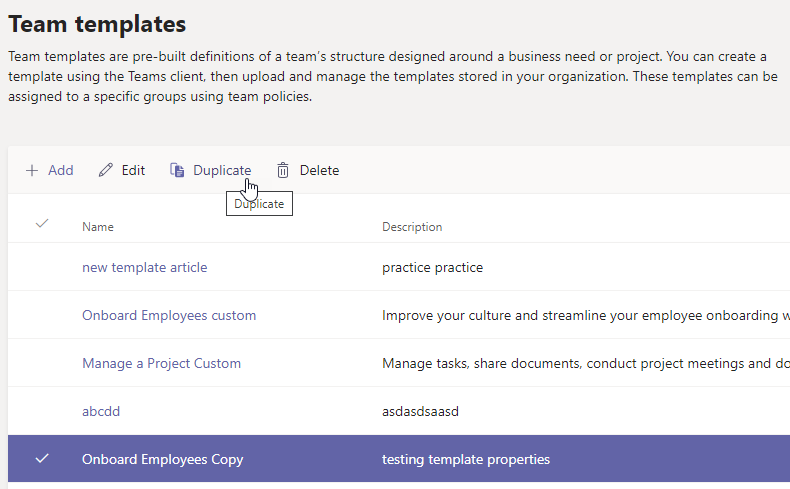 Team templates
Team templates are pre-built definitions of a team's structure designed around a business need or project. You can create a
template using the Teams client, then upload and manage the templates stored in your organization. These templates can be
assigned to a specific groups using team policies.
Add Edit Duplicate Delete
Duplicate
Name Description
new template article practice practice
Onboard Employees custom Improve your culture and streamline your employee onboarding w
Manage a Project Custom Manage tasks, share documents, conduct project meetings and do
abcdd asdasdsaasd
Onboard Employees Copy testing template properties